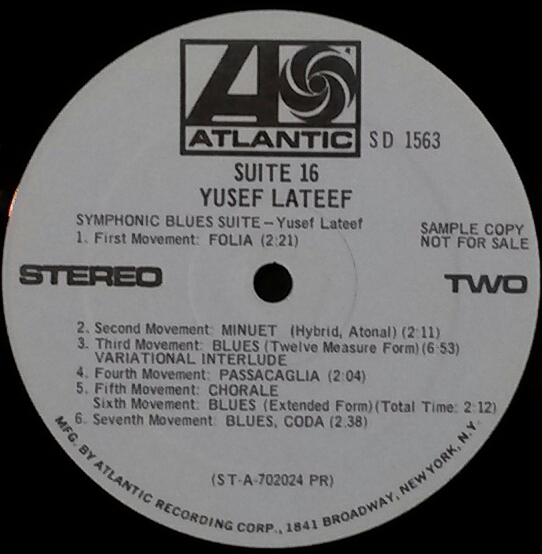 ATLANTIC
SD 1563
SUITE 16
YUSEF LATEEF
SYMPHONIC BLUES SUITE – Yusef Lateef
1. First Movement: FOLIA (2:21)
SAMPLE COPY
NOT FOR SALE
STEREO
TWO
2. Second Movement: MINUET (Hybrid, Atonal) (2:11)
3. Third Movement: BLUES (Twelve Measure Form) (6:53)
VARIATIONAL INTERLUDE
4. Fourth Movement: PASSACAGLIA (2:04)
5. Fifth Movement: CHORALE
Sixth Movement: BLUES (Extended Form) (Total Time: 2:12)
6. Seventh Movement: BLUES, CODA (2:38)
(ST-A-702024 PR)
MFG. BY ATLANTIC RECORDING CORP., 1841 BROADWAY, NEW YORK, N.Y.